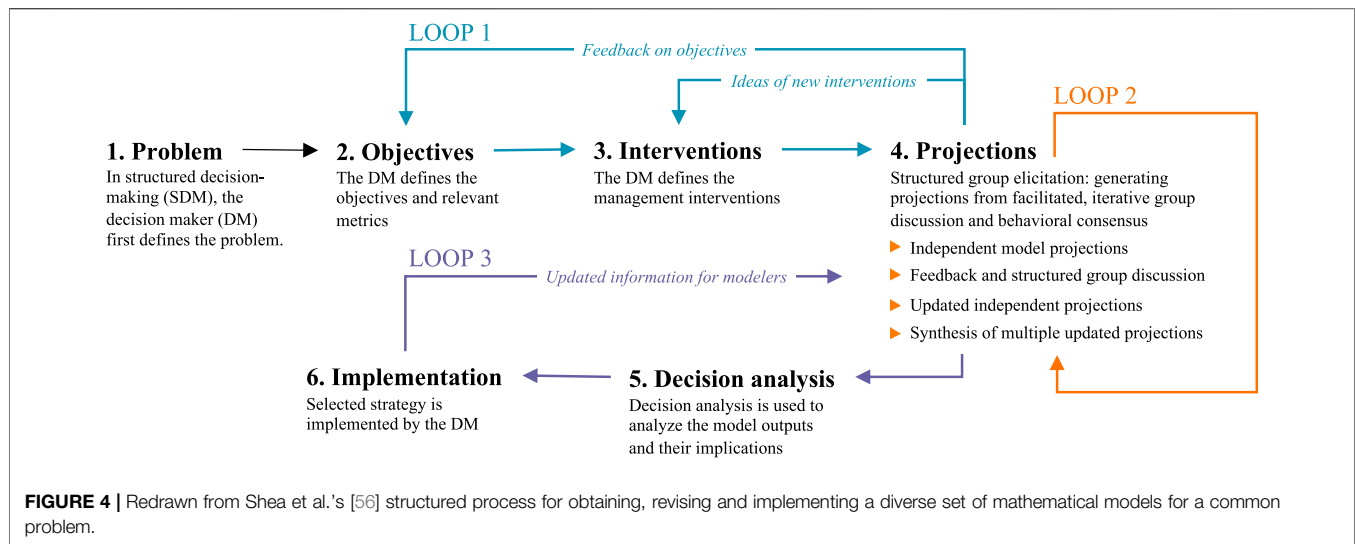 LOOP 1
Feedback on objectives
Ideas of new interventions
LOOP 2
1. Problem
In structured decision-
making (SDM), the
decision maker (DM)
first defines the problem.
2. Objectives
The DM defines the
objectives and relevant
metrics
3. Interventions
The DM defines the
management interventions
4. Projections
Structured group elicitation: generating
projections from facilitated, iterative group
discussion and behavioral consensus
Independent model projections
Feedback and structured group discussion
Updated independent projections
Synthesis of multiple updated projections
LOOP 3
Updated information for modelers
6. Implementation
Selected strategy is
implemented by the DM
5. Decision analysis
Decision analysis is used to
analyze the model outputs
and their implications
FIGURE 4 | Redrawn from Shea et al.'s [56] structured process for obtaining, revising and implementing a diverse set of mathematical models for a common
problem.